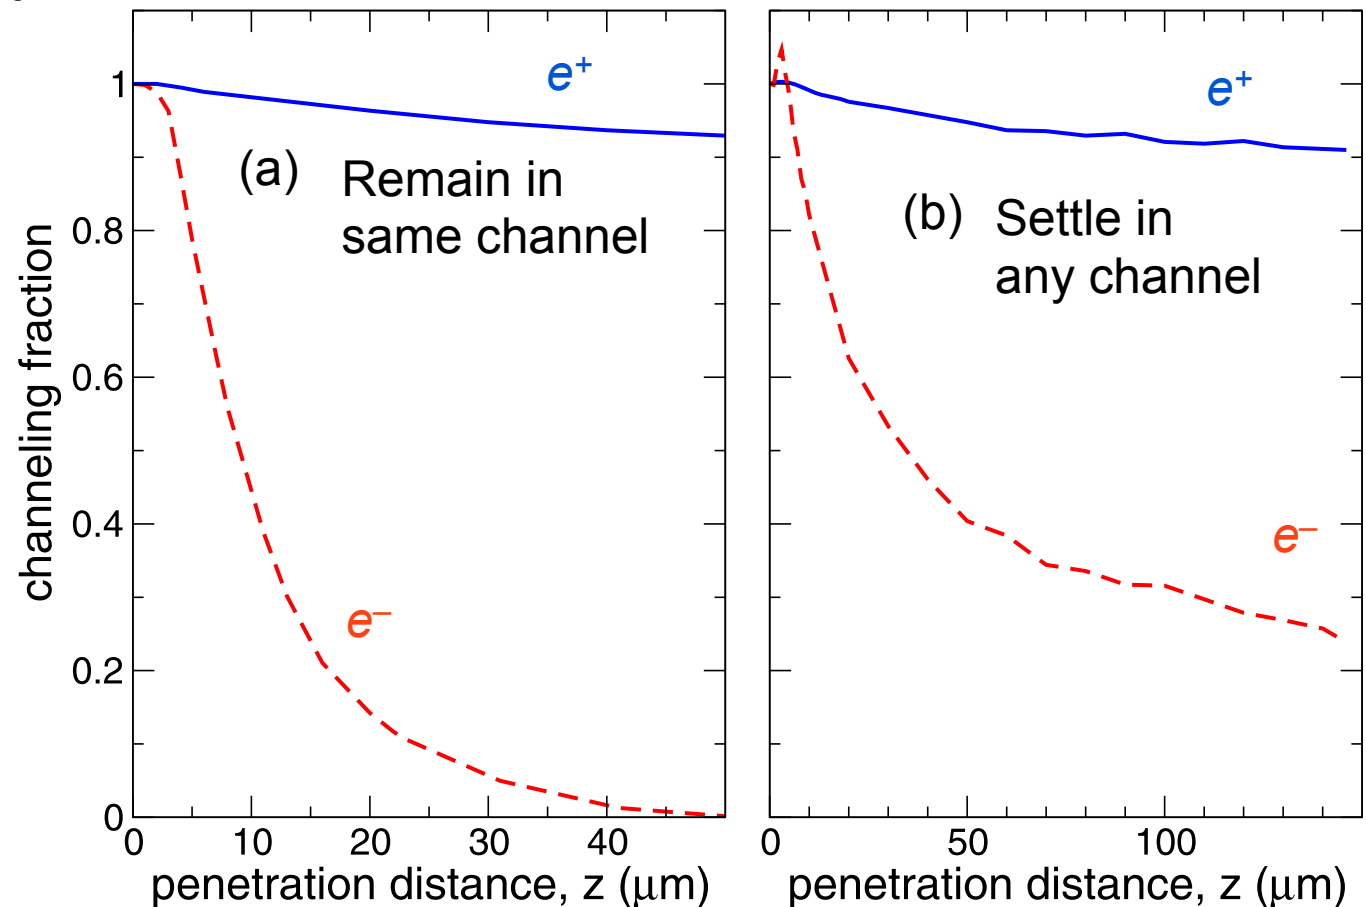 channeling fraction
1
0.8
0.6
0.4
0.2
0
e⁺
(a) Remain in
same channel
e⁻
0 10 20 30 40
penetration distance, z (μm)
e⁺
(b) Settle in
any channel
e⁻
0 50 100
penetration distance, z (μm)